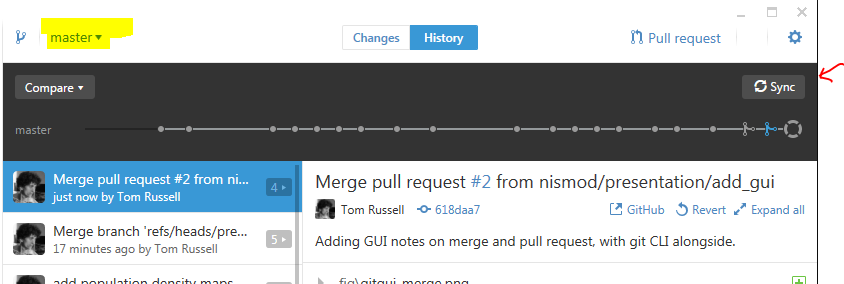 master
Changes
History
Pull request
Compare
Sync
master
Merge pull request #2 from ni...
just now by Tom Russell
4
Merge branch 'refs/heads/pre...
17 minutes ago by Tom Russell
5
add population density maps
Merge pull request #2 from nismod/presentation/add_gui
Tom Russell
618daa7
GitHub
Revert
Expand all
Adding GUI notes on merge and pull request, with git CLI alongside.
fig\gitgui-merge.png